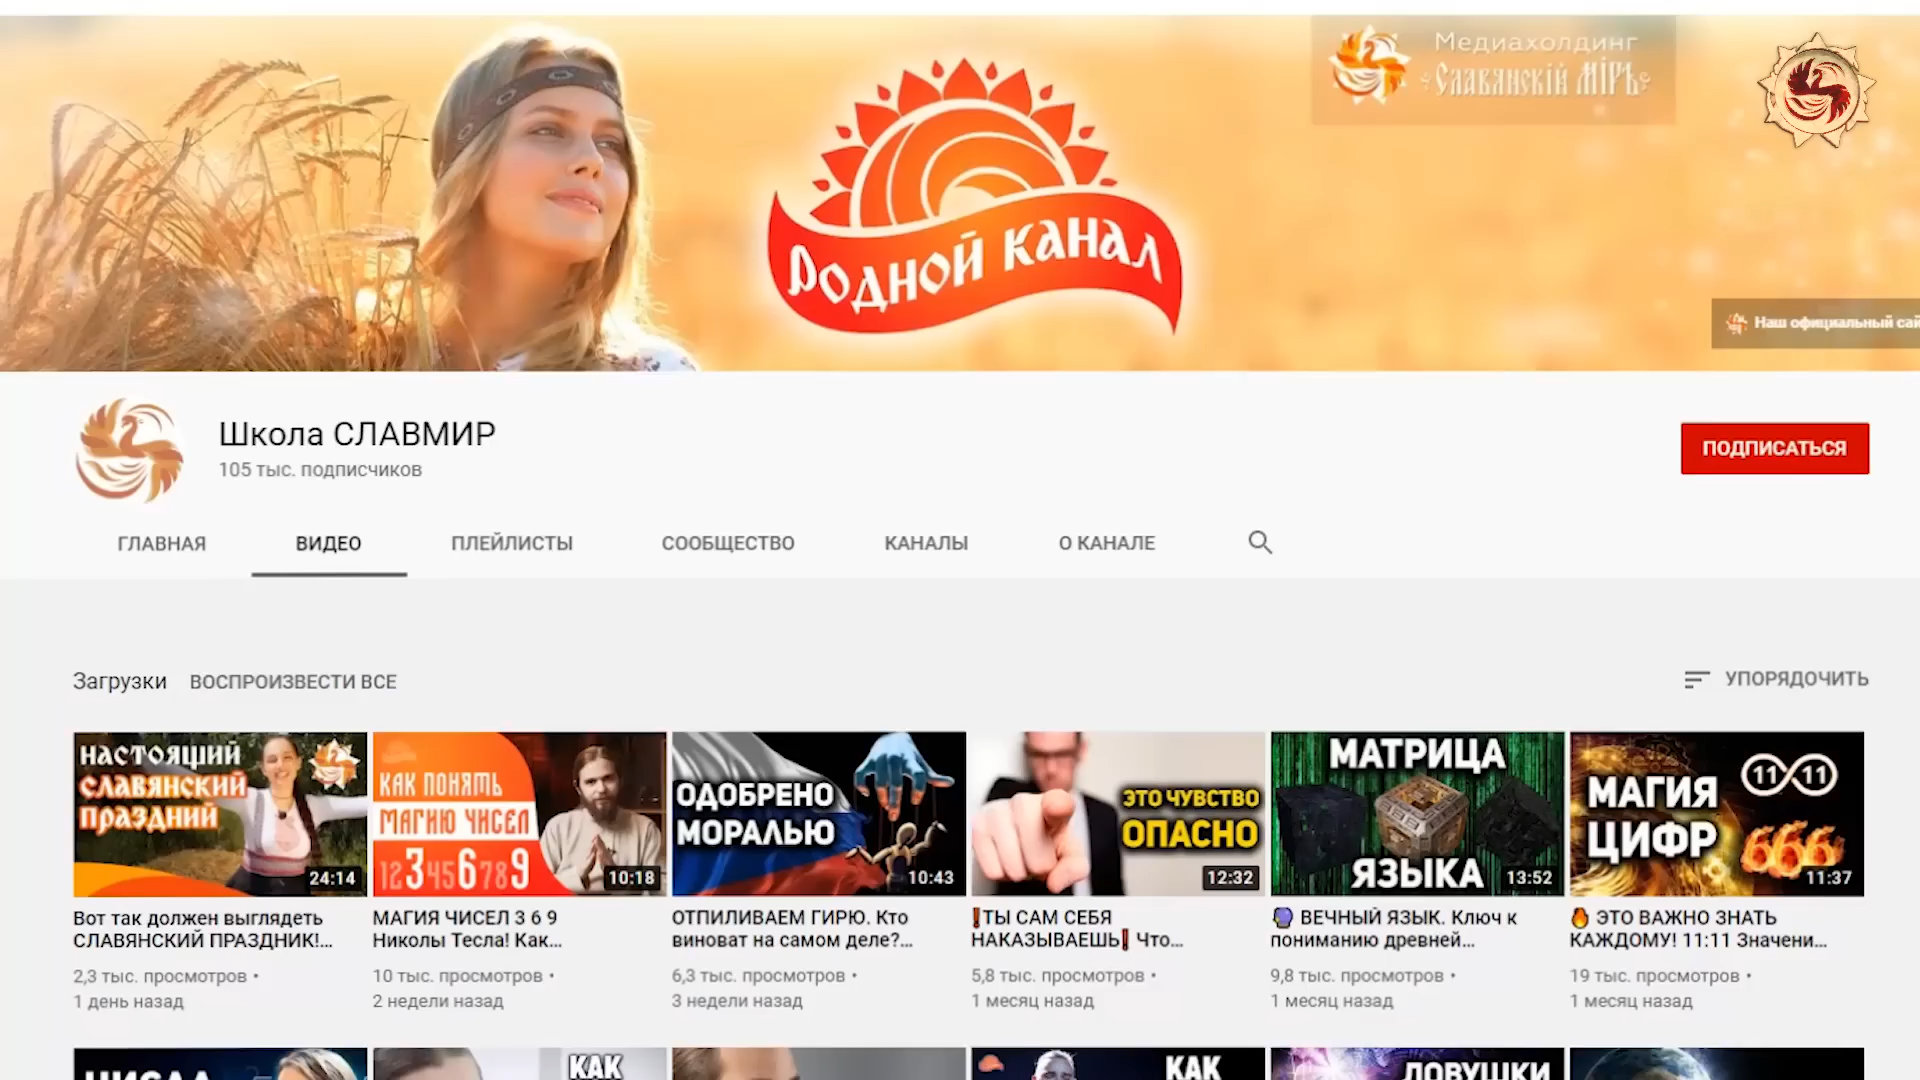 Медиахолдинг
Славянскій Міръ
Родной канал
Наш официальный сай
Школа СЛАВМИР
105 тыс. подписчиков
ПОДПИСАТЬСЯ
ГЛАВНАЯ ВИДЕО ПЛЕЙЛИСТЫ СООБЩЕСТВО КАНАЛЫ О КАНАЛЕ
Загрузки ВОСПРОИЗВЕСТИ ВСЕ УПОРЯДОЧИТЬ
НАСТОЯЩИЙ
СЛАВЯНСКИЙ
ПРАЗДНИЙ
24:14
Вот так должен выглядеть
СЛАВЯНСКИЙ ПРАЗДНИК!...
2,3 тыс. просмотров •
1 день назад
КАК ПОНЯТЬ
МАГИЮ ЧИСЕЛ
123456789
10:18
МАГИЯ ЧИСЕЛ 3 6 9
Николы Тесла! Как...
10 тыс. просмотров •
2 недели назад
ОДОБРЕНО
МОРАЛЬЮ
10:43
ОТПИЛИВАЕМ ГИРЮ. Кто
виноват на самом деле?...
6,3 тыс. просмотров •
3 недели назад
ЭТО ЧУВСТВО
ОПАСНО
12:32
❗ТЫ САМ СЕБЯ
НАКАЗЫВАЕШЬ❗ Что...
5,8 тыс. просмотров •
1 месяц назад
МАТРИЦА
ЯЗЫКА
13:52
🔮 ВЕЧНЫЙ ЯЗЫК. Ключ к
пониманию древней...
9,8 тыс. просмотров •
1 месяц назад
МАГИЯ
ЦИФР
11 11
666
11:37
🔥 ЭТО ВАЖНО ЗНАТЬ
КАЖДОМУ! 11:11 Значени...
19 тыс. просмотров •
1 месяц назад
ЧИСЛА
КАК
КАК
ЛОВУШКИ